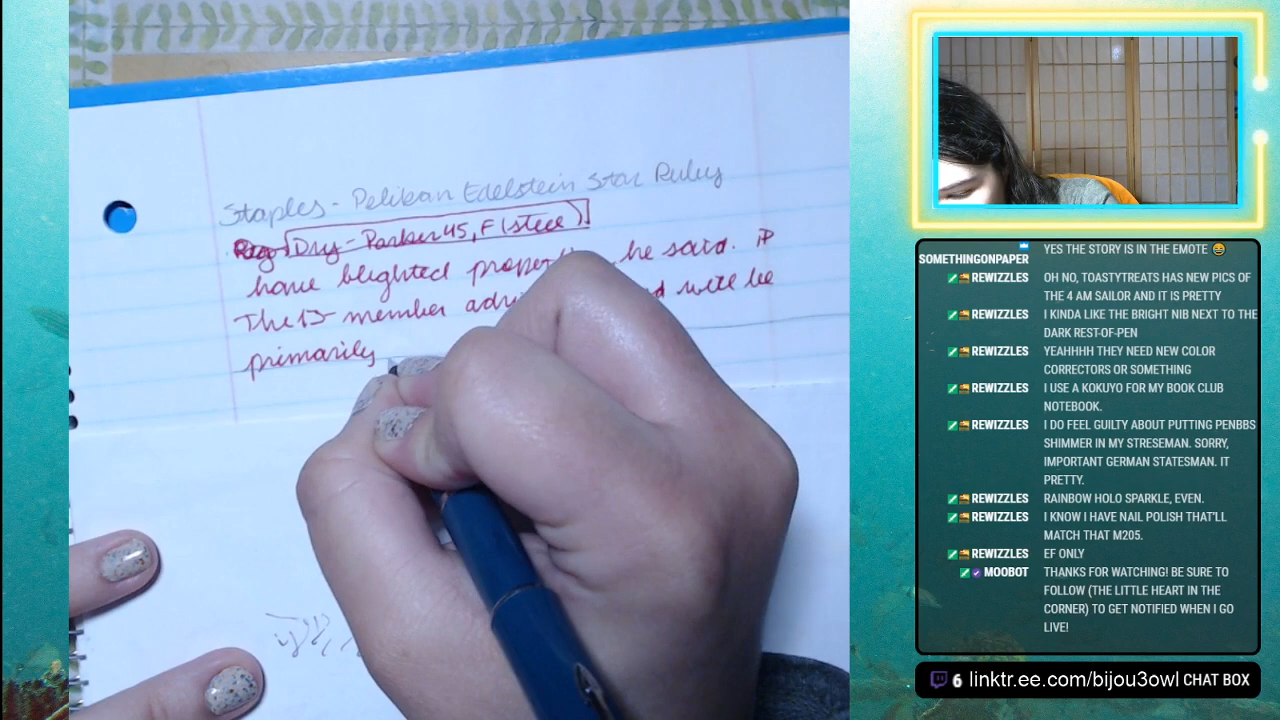 Staples - Pelikan Edelstein Star Ruby
Dry - Parker 45, F (steel)
have blighted he said. IP
The 13-member will be
primarily
SOMETHINGONPAPER YES THE STORY IS IN THE EMOTE 😄
REWIZZLES OH NO, TOASTYTREATS HAS NEW PICS OF
THE 4 AM SAILOR AND IT IS PRETTY
REWIZZLES I KINDA LIKE THE BRIGHT NIB NEXT TO THE
DARK REST-OF-PEN
REWIZZLES YEAHHHH THEY NEED NEW COLOR
CORRECTORS OR SOMETHING
REWIZZLES I USE A KOKUYO FOR MY BOOK CLUB
NOTEBOOK.
REWIZZLES I DO FEEL GUILTY ABOUT PUTTING PENBBS
SHIMMER IN MY STRESEMAN. SORRY,
IMPORTANT GERMAN STATESMAN. IT
PRETTY.
REWIZZLES RAINBOW HOLO SPARKLE, EVEN.
REWIZZLES I KNOW I HAVE NAIL POLISH THAT'LL
MATCH THAT M205.
REWIZZLES EF ONLY
MOOBOT THANKS FOR WATCHING! BE SURE TO
FOLLOW (THE LITTLE HEART IN THE
CORNER) TO GET NOTIFIED WHEN I GO
LIVE!
6 linktr.ee.com/bijou3owl CHAT BOX